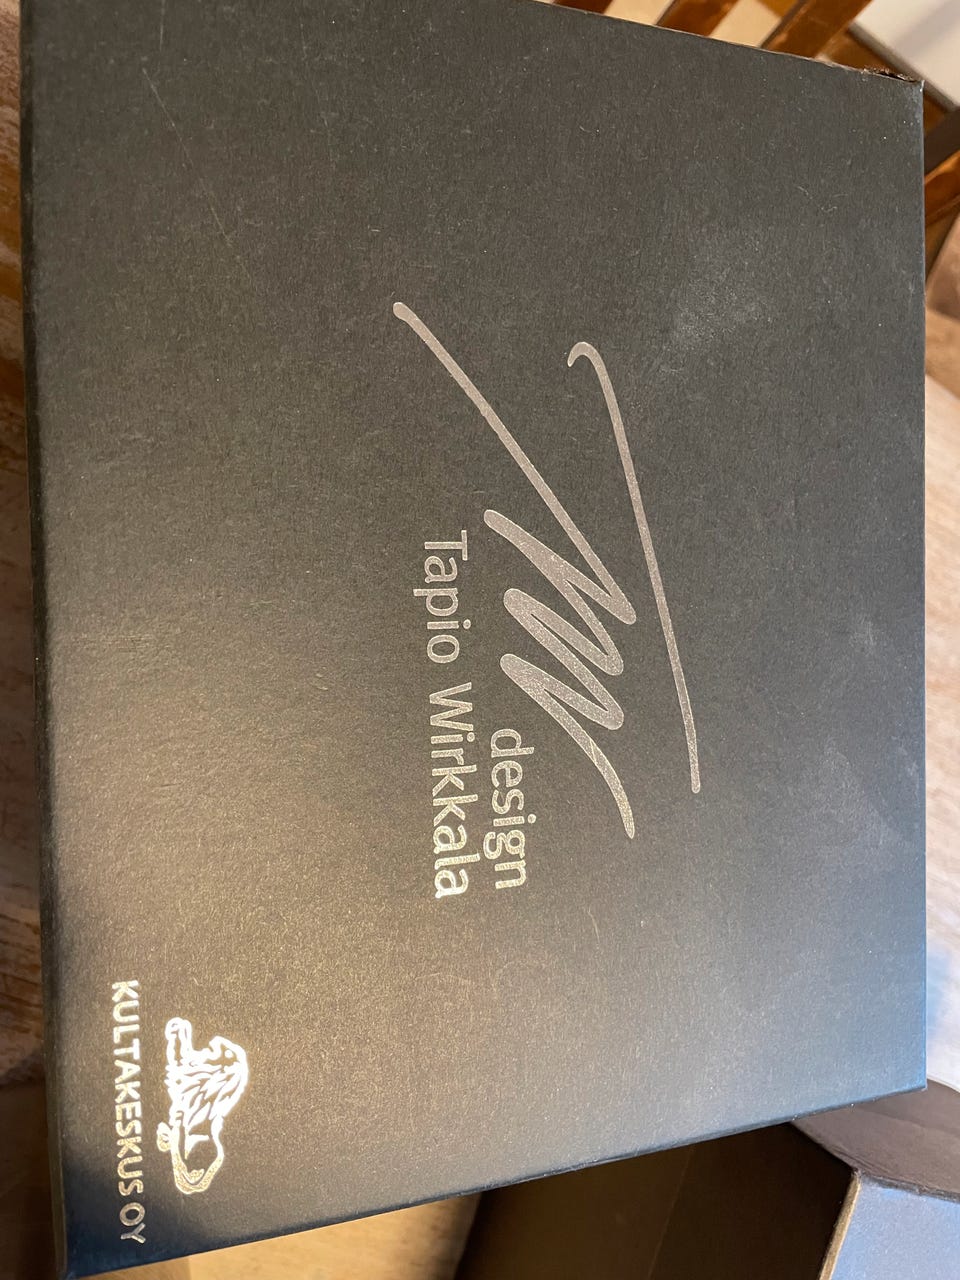 design
Tapio Wirkkala
KULTAKESKUS OY